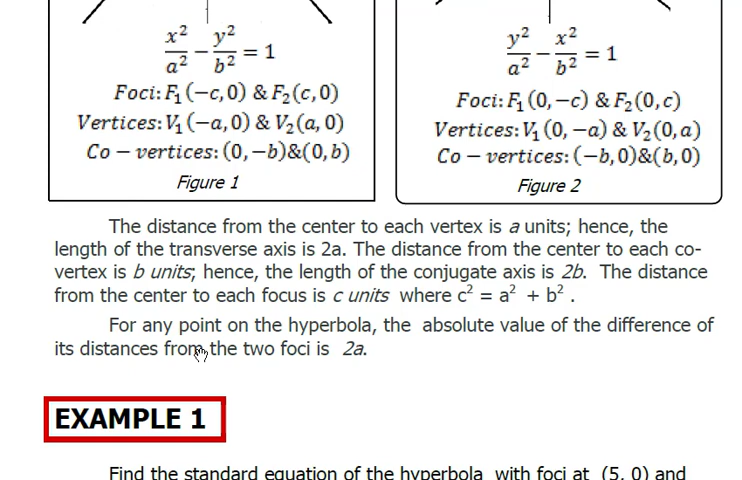 x²/a² − y²/b² = 1
Foci: F₁(−c, 0) & F₂(c, 0)
Vertices: V₁(−a, 0) & V₂(a, 0)
Co − vertices: (0, −b)&(0, b)
Figure 1
y²/a² − x²/b² = 1
Foci: F₁(0, −c) & F₂(0, c)
Vertices: V₁(0, −a) & V₂(0, a)
Co − vertices: (−b, 0)&(b, 0)
Figure 2
The distance from the center to each vertex is a units; hence, the
length of the transverse axis is 2a. The distance from the center to each co-
vertex is b units; hence, the length of the conjugate axis is 2b. The distance
from the center to each focus is c units where c² = a² + b² .
For any point on the hyperbola, the absolute value of the difference of
its distances from the two foci is 2a.
EXAMPLE 1
Find the standard equation of the hyperbola with foci at (5, 0) and